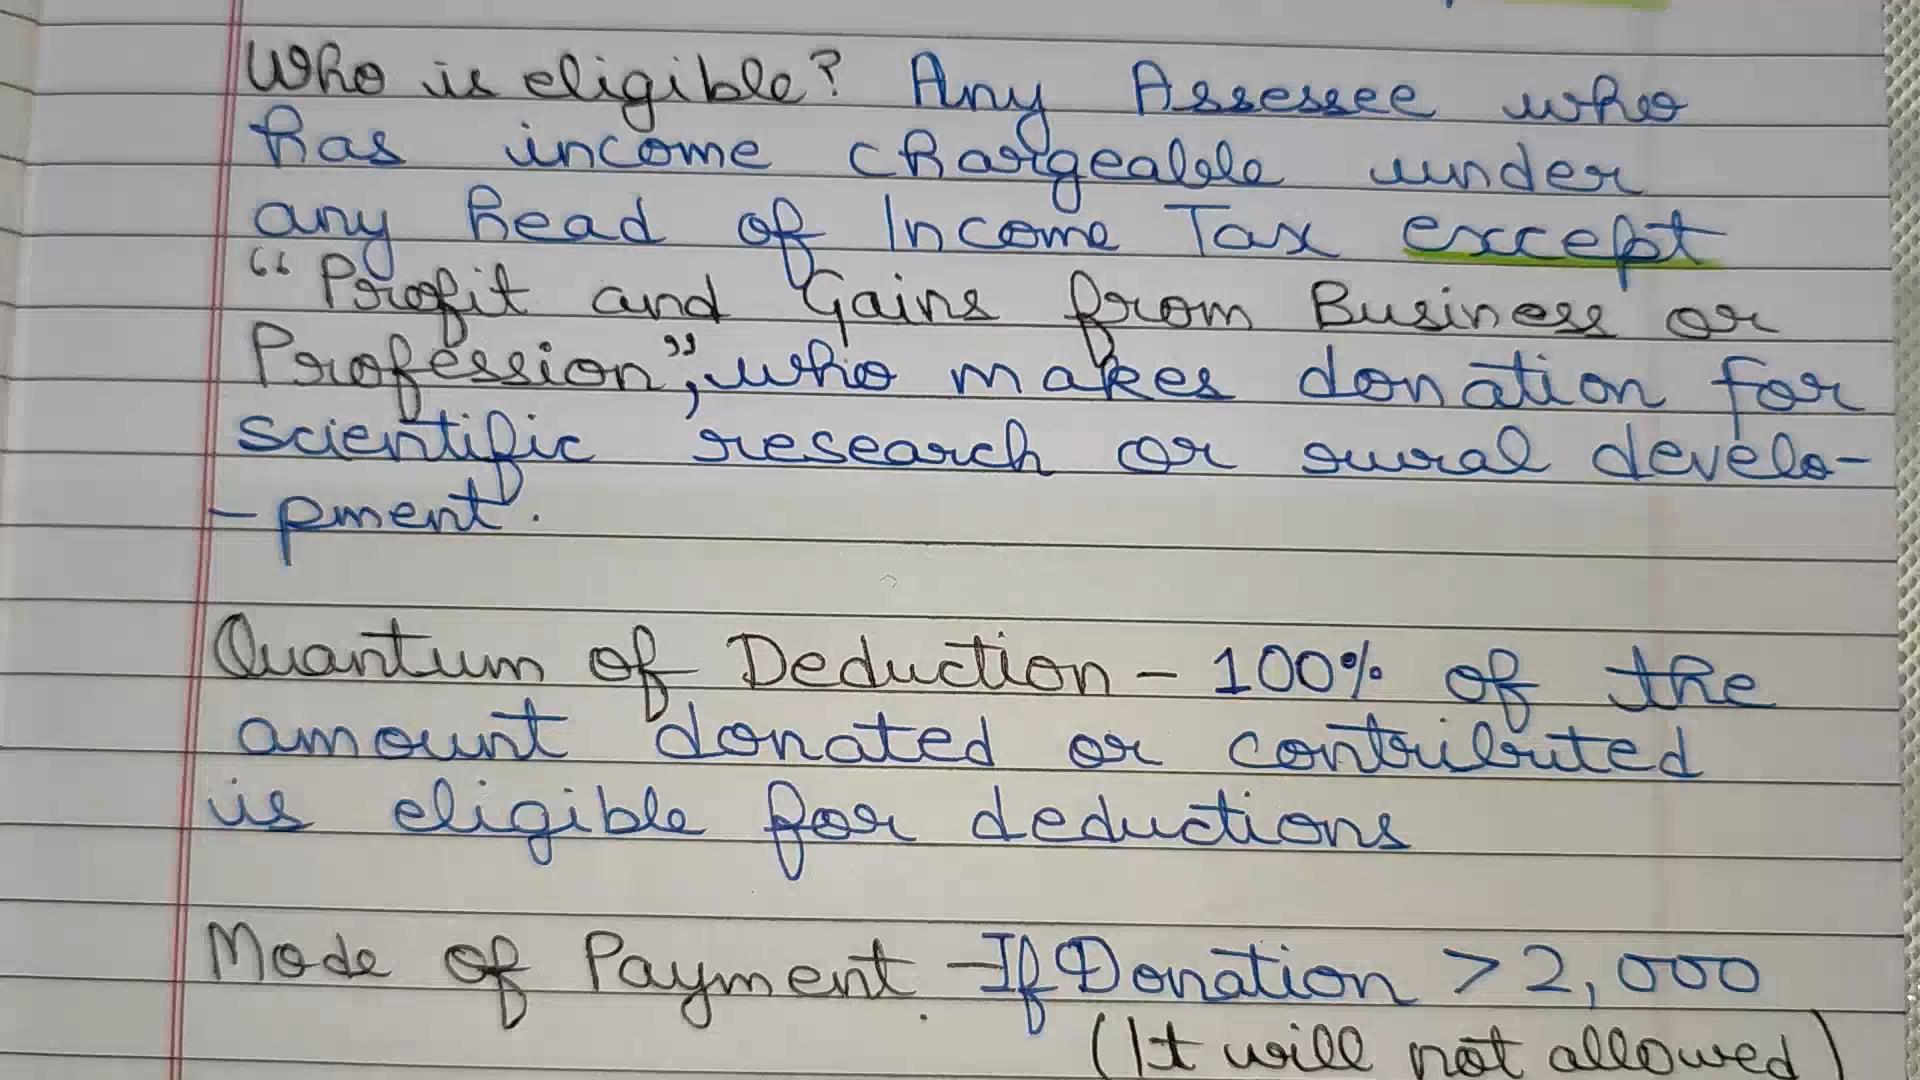 Who is eligible? Any Assessee who
has income chargeable under
any head of Income Tax except
“Profit and Gains from Business or
Profession”, who makes donation for
scientific research or rural develo-
-pment.
Quantum of Deduction - 100% of the
amount donated or contributed
is eligible for deductions
Mode of Payment - If Donation > 2,000
(It will not allowed)